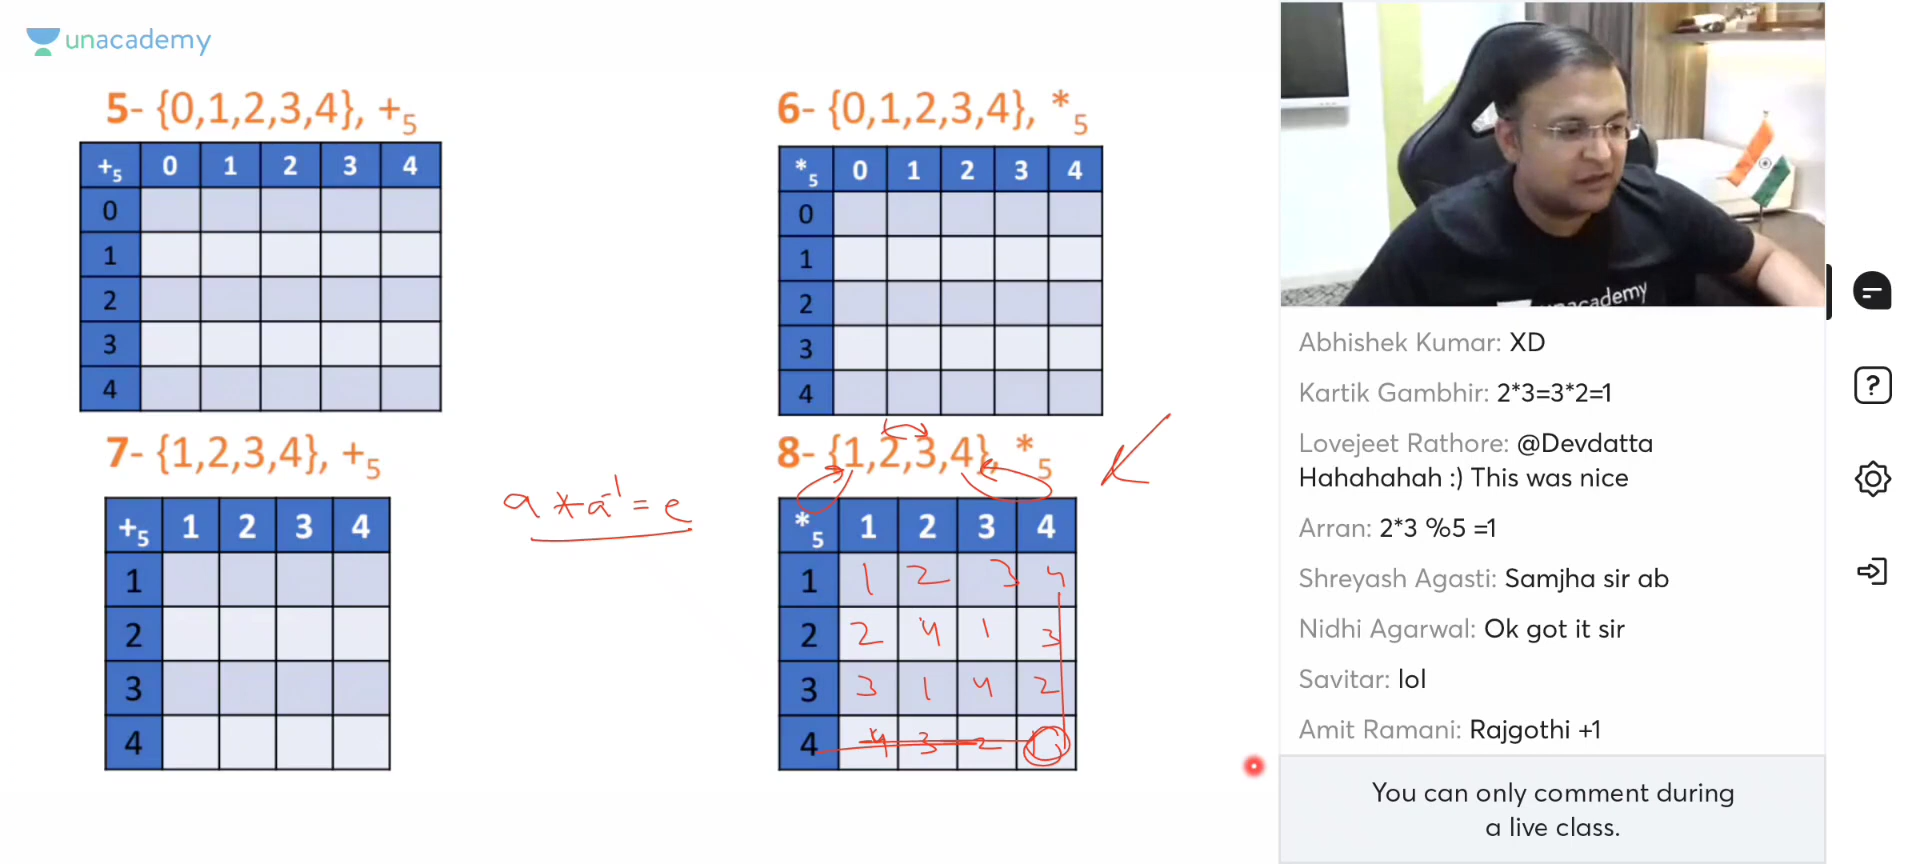 unacademy
5- {0,1,2,3,4}, +5
+5 0 1 2 3 4
0
1
2
3
4
6- {0,1,2,3,4}, *5
*5 0 1 2 3 4
0
1
2
3
4
7- {1,2,3,4}, +5
+5 1 2 3 4
1
2
3
4
a * a⁻¹ = e
8- {1,2,3,4}, *5
*5 1 2 3 4
1 1 2 3 4
2 2 4 1 3
3 3 1 4 2
4 4 3 2 1
unacademy
Abhishek Kumar: XD
Kartik Gambhir: 2*3=3*2=1
Lovejeet Rathore: @Devdatta
Hahahahah :) This was nice
Arran: 2*3 %5 =1
Shreyash Agasti: Samjha sir ab
Nidhi Agarwal: Ok got it sir
Savitar: lol
Amit Ramani: Rajgothi +1
You can only comment during
a live class.
?